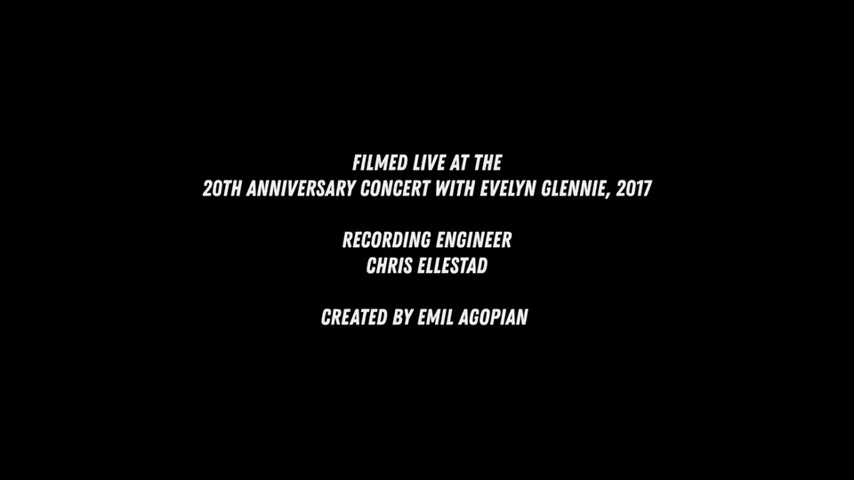 FILMED LIVE AT THE
20TH ANNIVERSARY CONCERT WITH EVELYN GLENNIE, 2017
RECORDING ENGINEER
CHRIS ELLESTAD
CREATED BY EMIL AGOPIAN